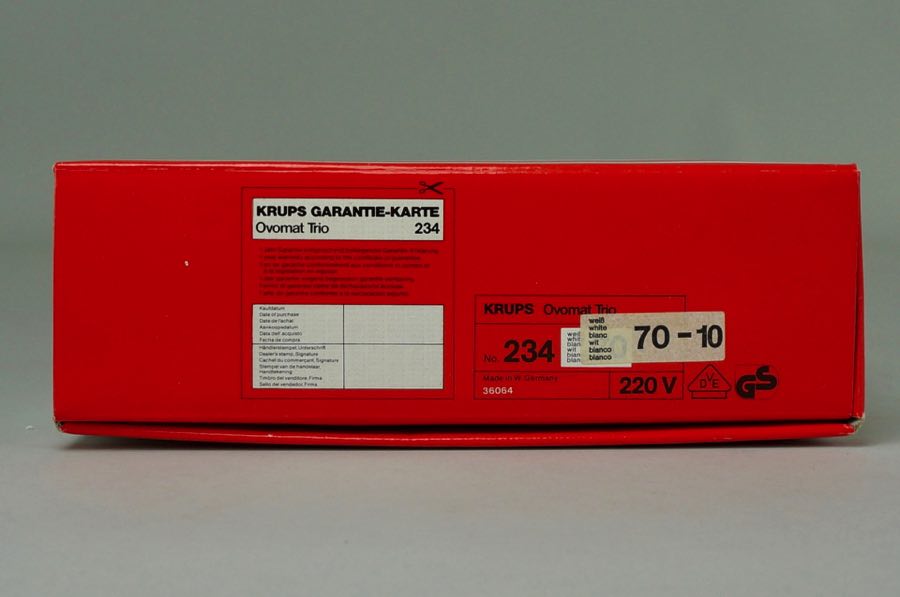 KRUPS GARANTIE-KARTE
Ovomat Trio 234
Kaufdatum
Date of purchase
Date de l'achat
Aankoopdatum
Data dell' acquisto
Fecha de compra
Händlerstempel, Unterschrift
Dealer's stamp, Signature
Cachet du commerçant, Signature
Stempel van de handelaar,
Handtekening
Timbro del venditore, Firma
Sello del vendedor, Firma
KRUPS Ovomat Trio
No. 234
weiß
white
blanc
wit
bianco
blanco
70-10
Made in W. Germany
36064
220 V
DVE
GS